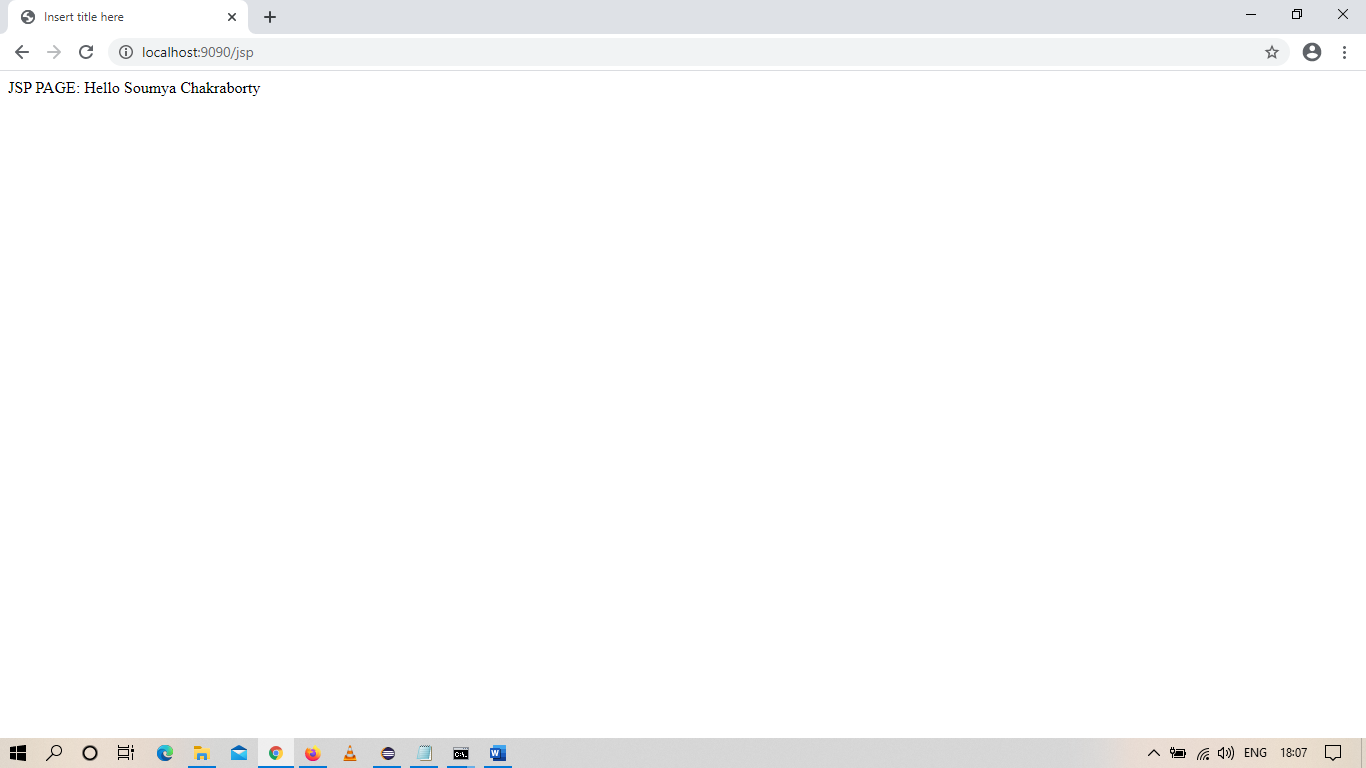 Insert title here
localhost:9090/jsp
JSP PAGE: Hello Soumya Chakraborty
ENG 18:07